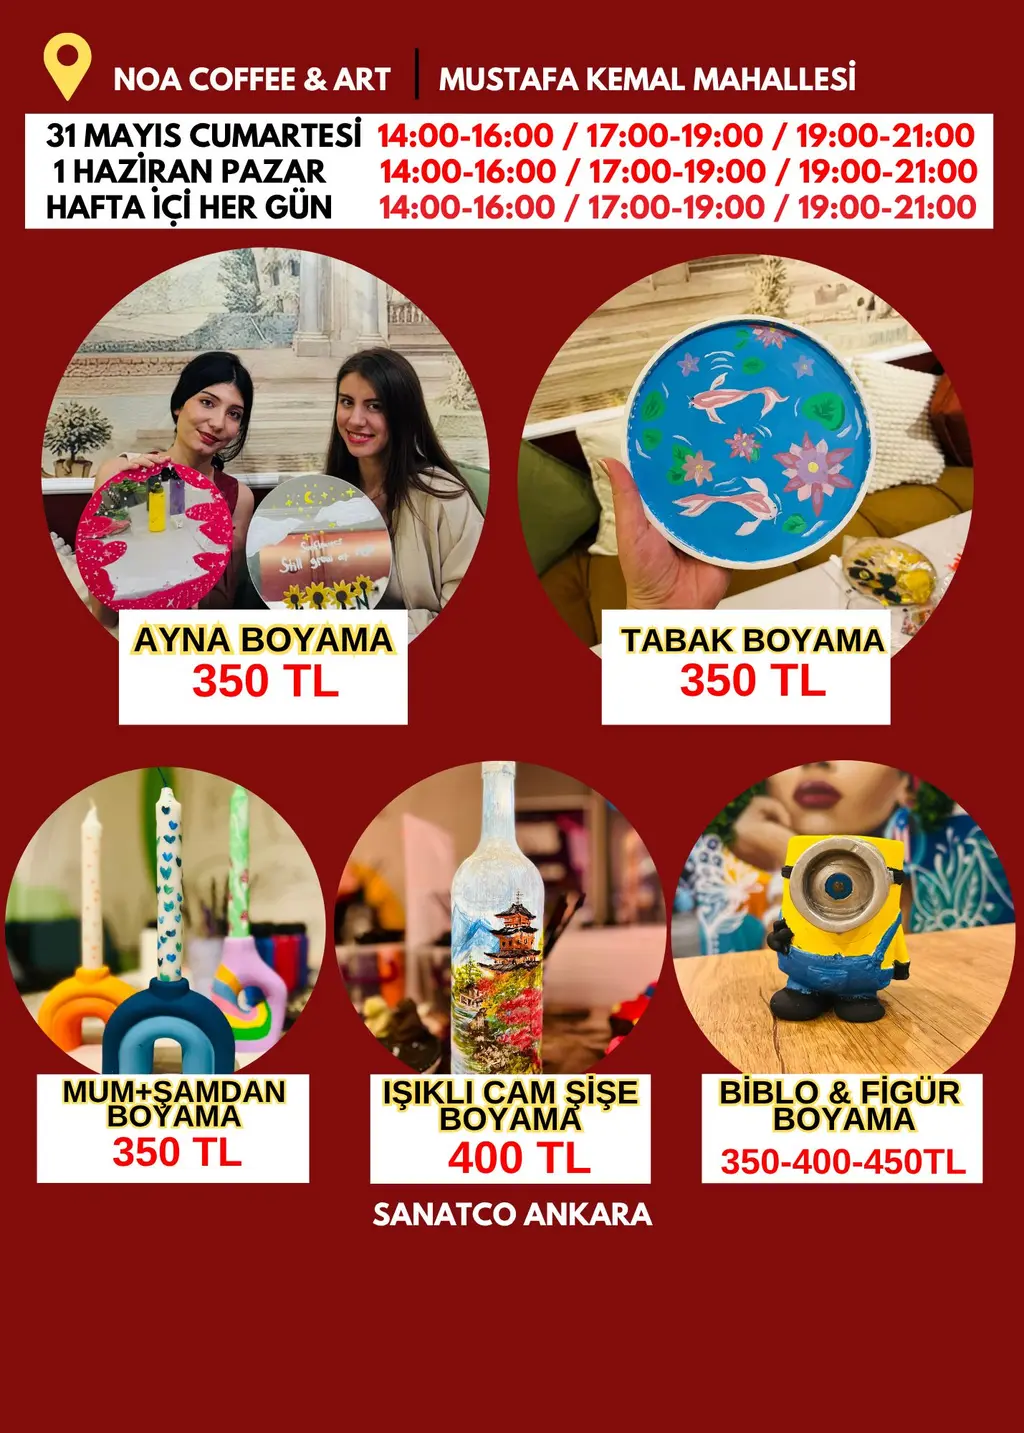 NOA COFFEE & ART | MUSTAFA KEMAL MAHALLESİ
31 MAYIS CUMARTESİ 14:00-16:00 / 17:00-19:00 / 19:00-21:00
1 HAZİRAN PAZAR 14:00-16:00 / 17:00-19:00 / 19:00-21:00
HAFTA İÇİ HER GÜN 14:00-16:00 / 17:00-19:00 / 19:00-21:00
Sunflowers
Still grow at
AYNA BOYAMA
350 TL
TABAK BOYAMA
350 TL
MUM+ŞAMDAN
BOYAMA
350 TL
IŞIKLI CAM ŞİŞE
BOYAMA
400 TL
BİBLO & FİGÜR
BOYAMA
350-400-450TL
SANATCO ANKARA